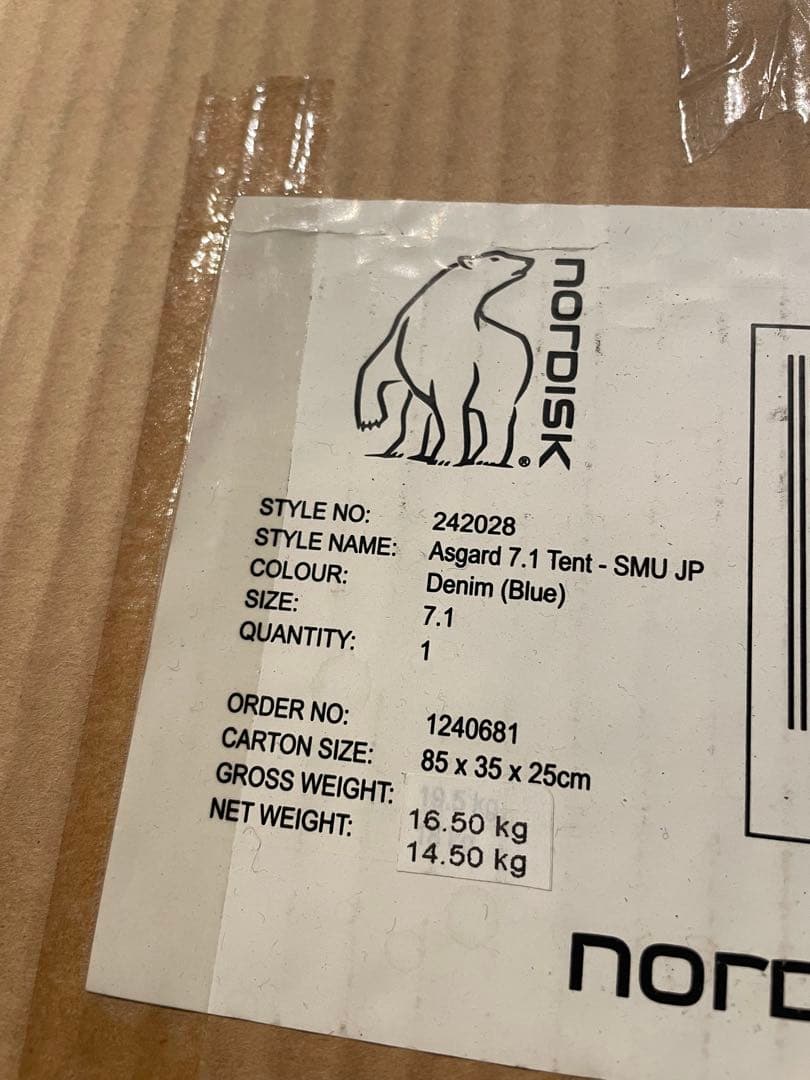 NORDISK®
STYLE NO: 242028
STYLE NAME: Asgard 7.1 Tent - SMU JP
COLOUR: Denim (Blue)
SIZE: 7.1
QUANTITY: 1
ORDER NO: 1240681
CARTON SIZE: 85 x 35 x 25cm
GROSS WEIGHT: 16.50 kg
NET WEIGHT: 14.50 kg
nord